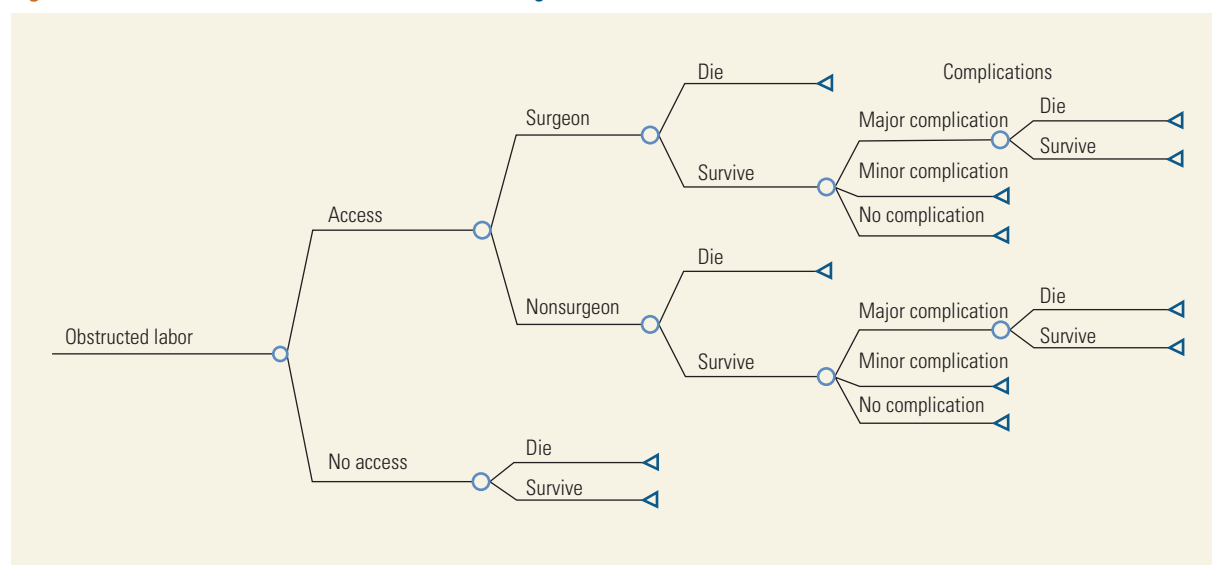 Die
Complications
Surgeon
Major complication
Die
Survive
Survive
Minor complication
No complication
Access
Die
Nonsurgeon
Major complication
Die
Survive
Survive
Minor complication
No complication
Obstructed labor
No access
Die
Survive